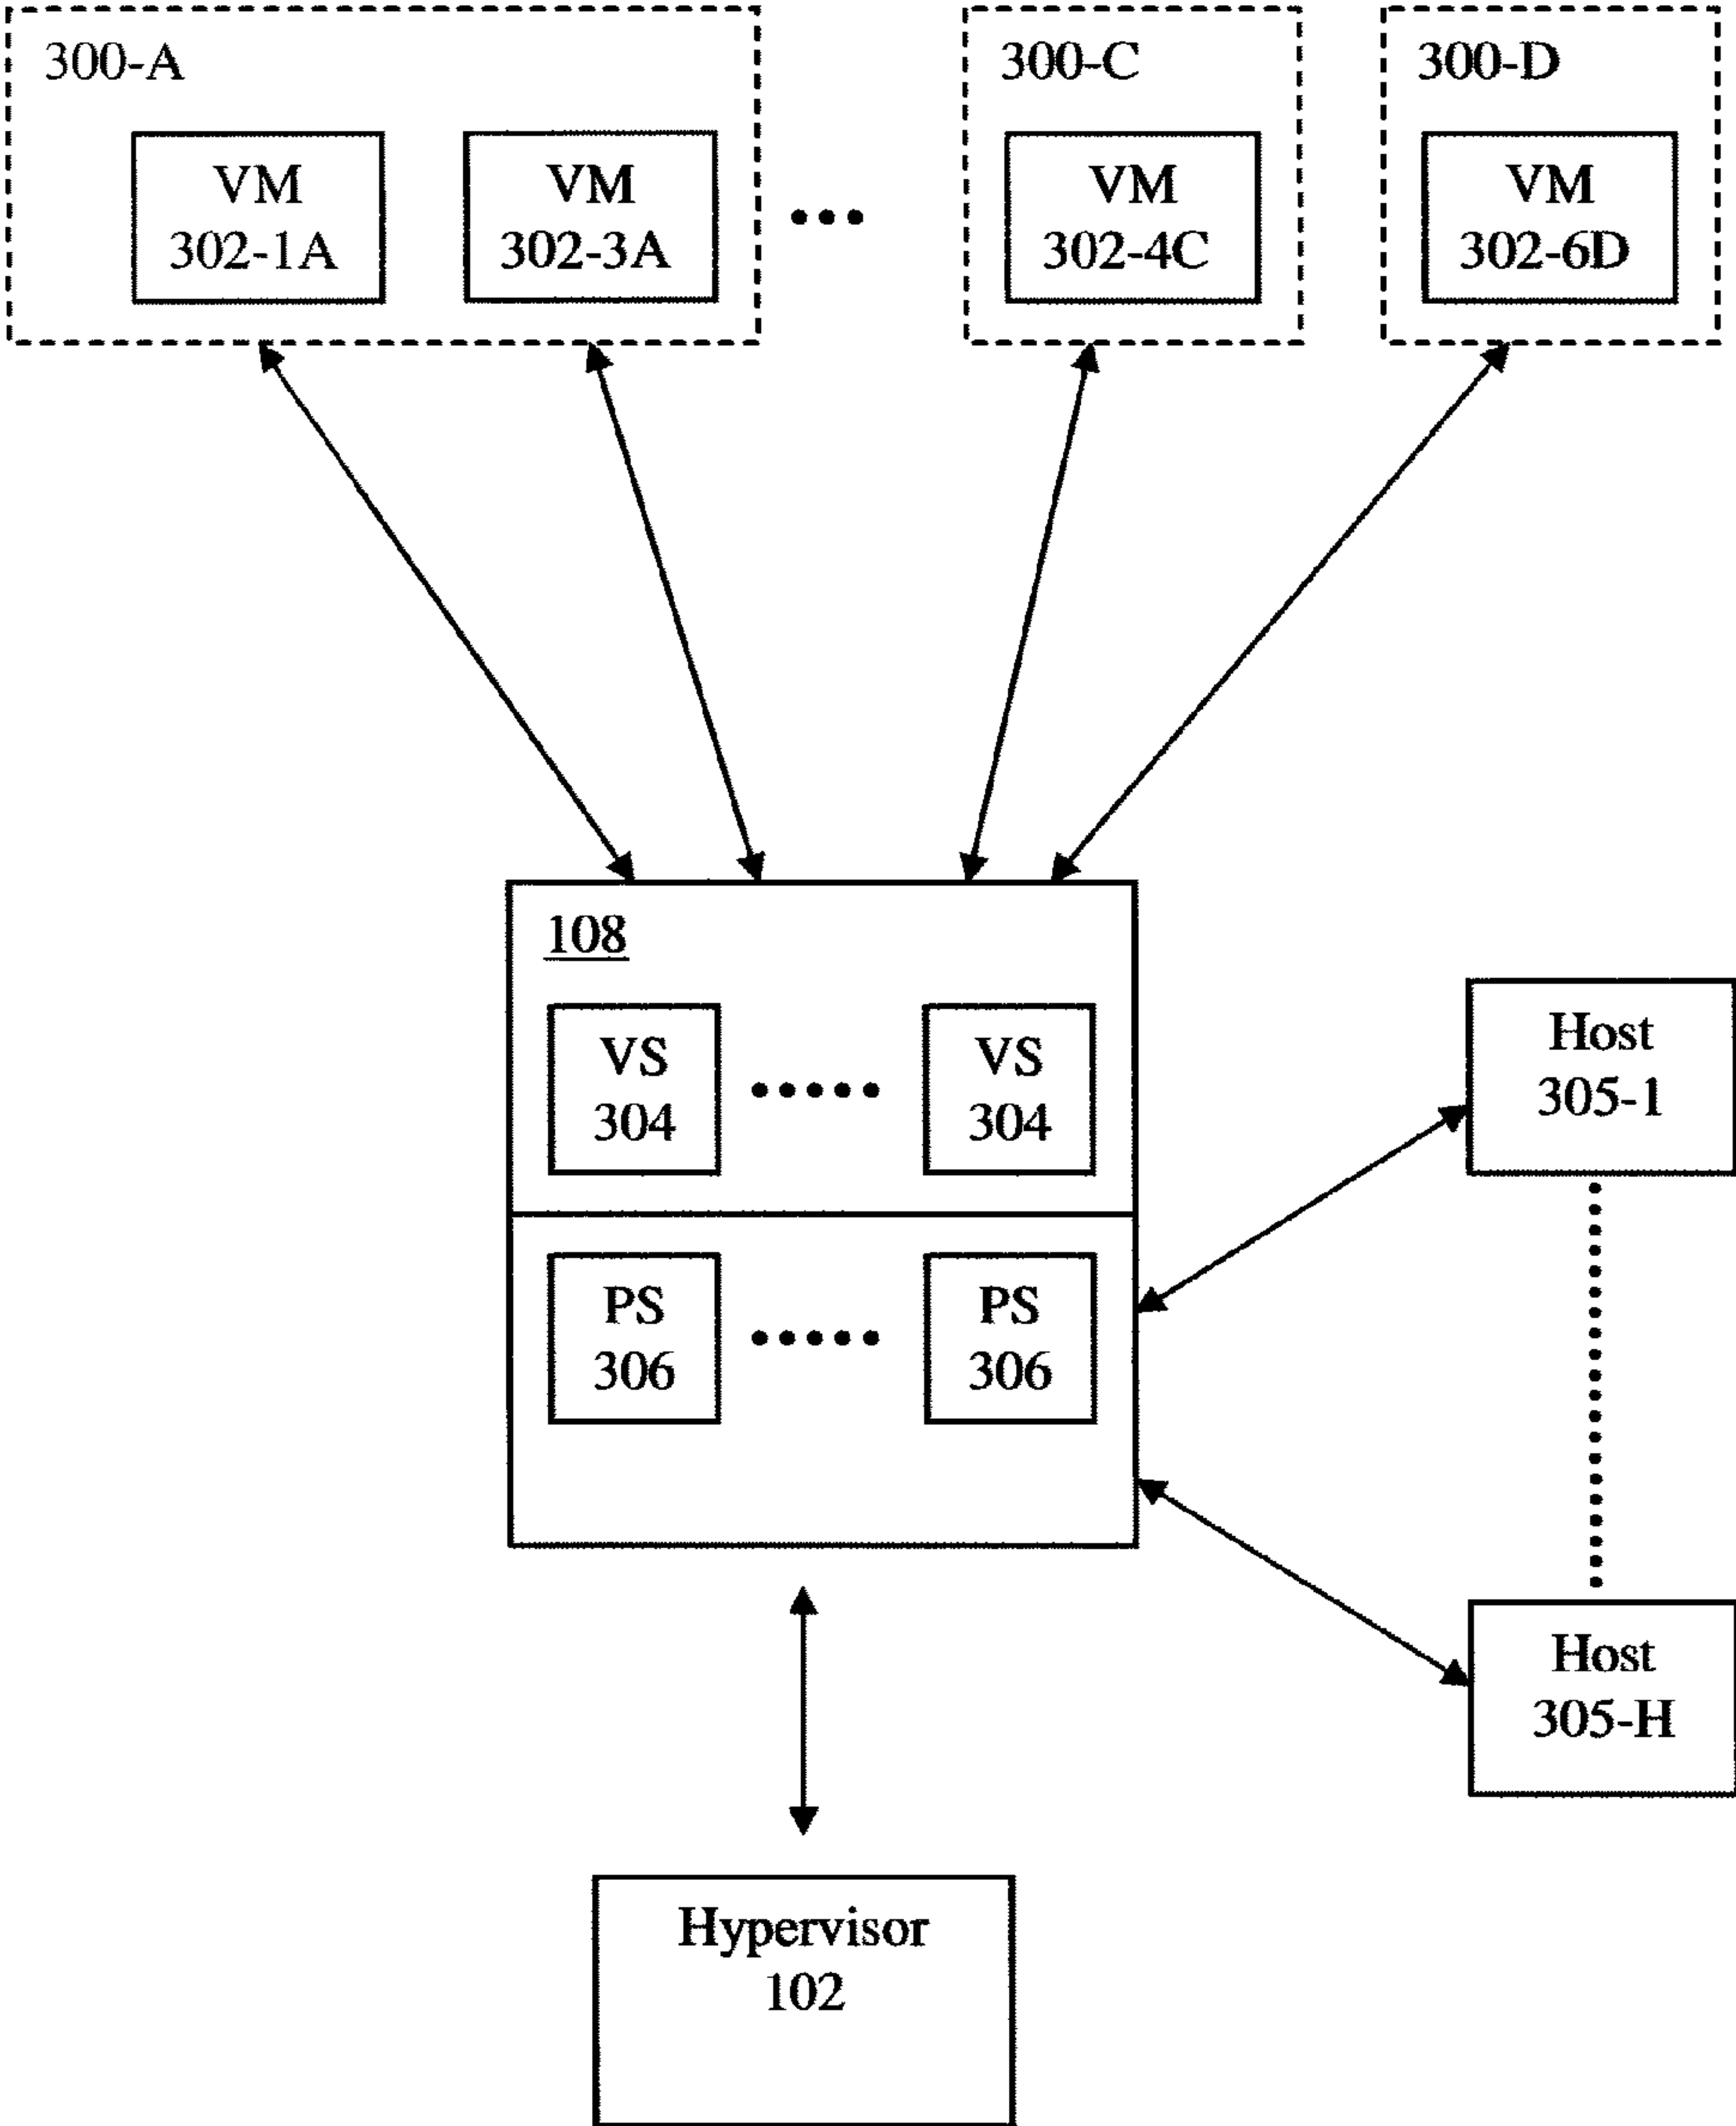 300-A
300-C
300-D
VM
302-1A
VM
302-3A
VM
302-4C
VM
302-6D
108
VS
304
VS
304
Host
305-1
PS
306
PS
306
Host
305-H
Hypervisor
102